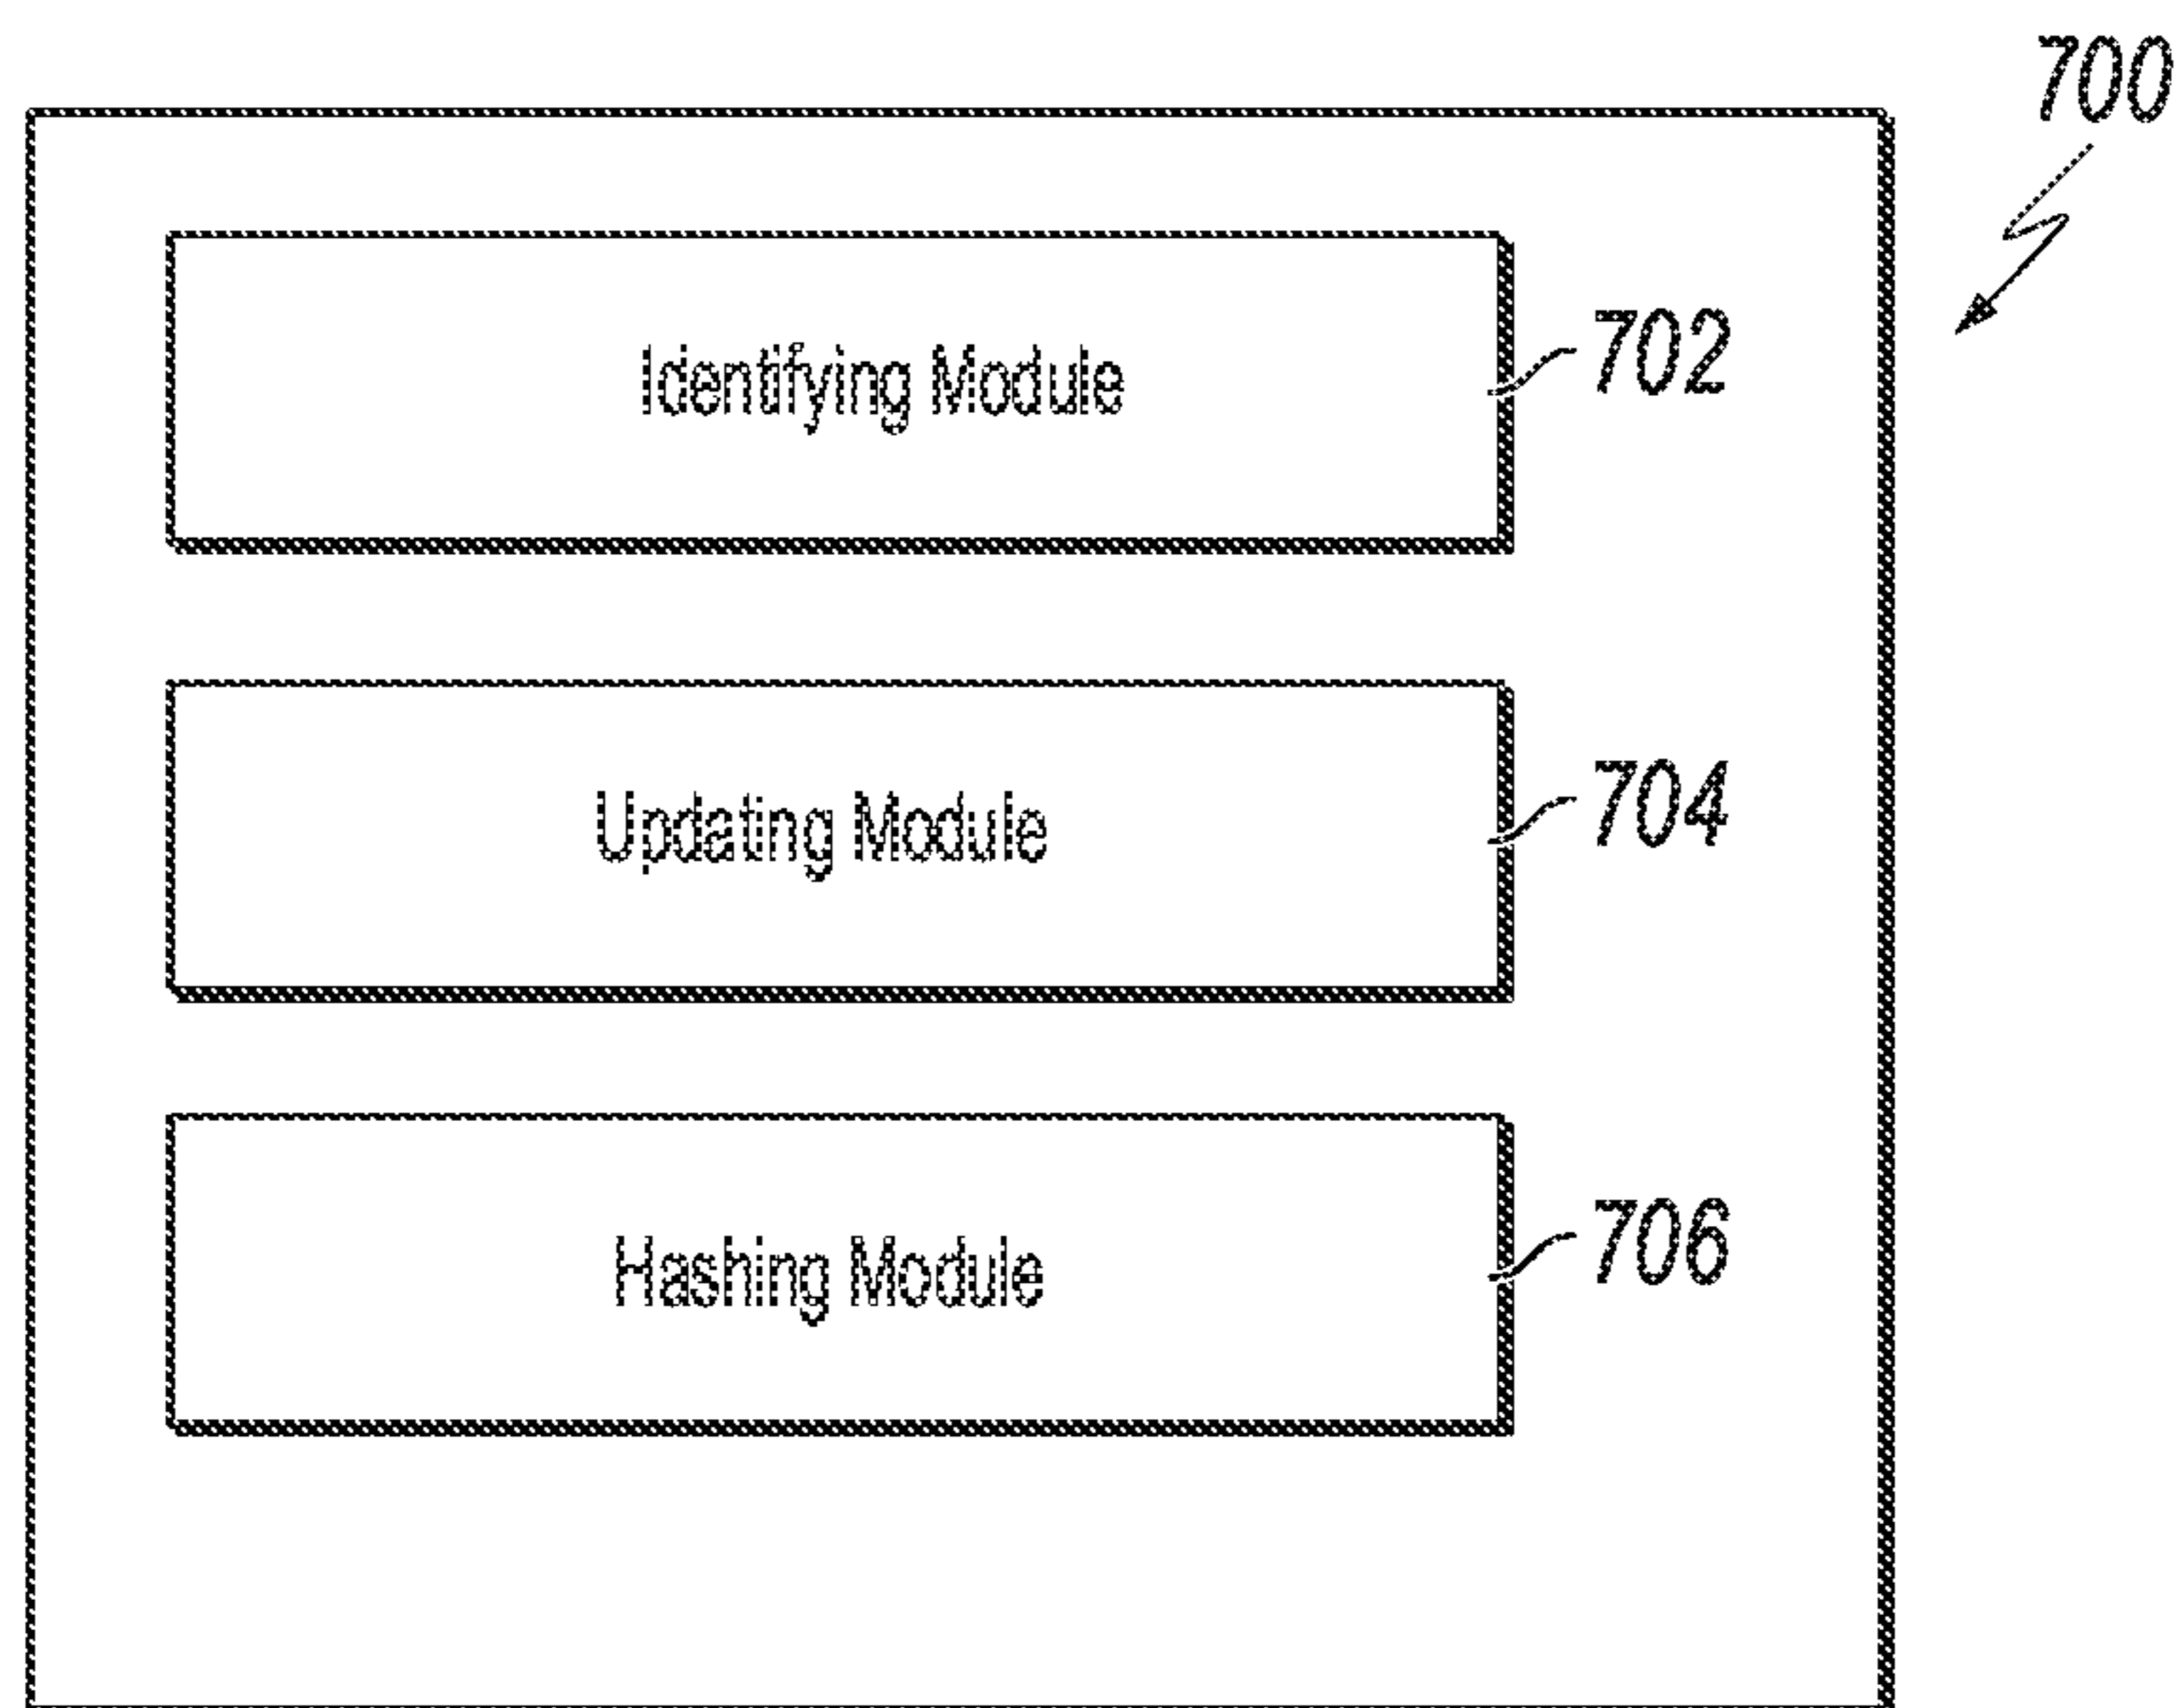 700
Identifying Module
702
Updating Module
704
Hashing Module
706